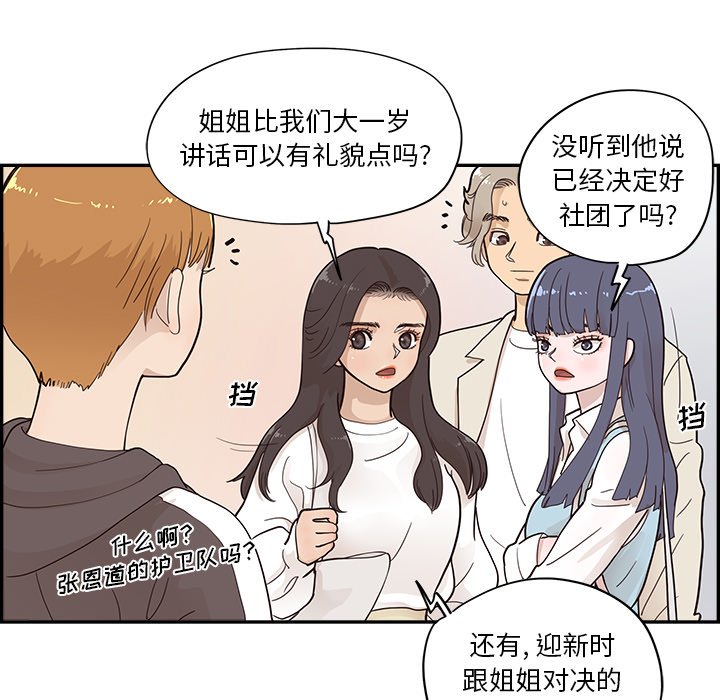 姐姐比我们大一岁
讲话可以有礼貌点吗?
没听到他说
已经决定好
社团了吗?
挡
挡
什么啊?
张恩道的护卫队吗?
还有, 迎新时
跟姐姐对决的